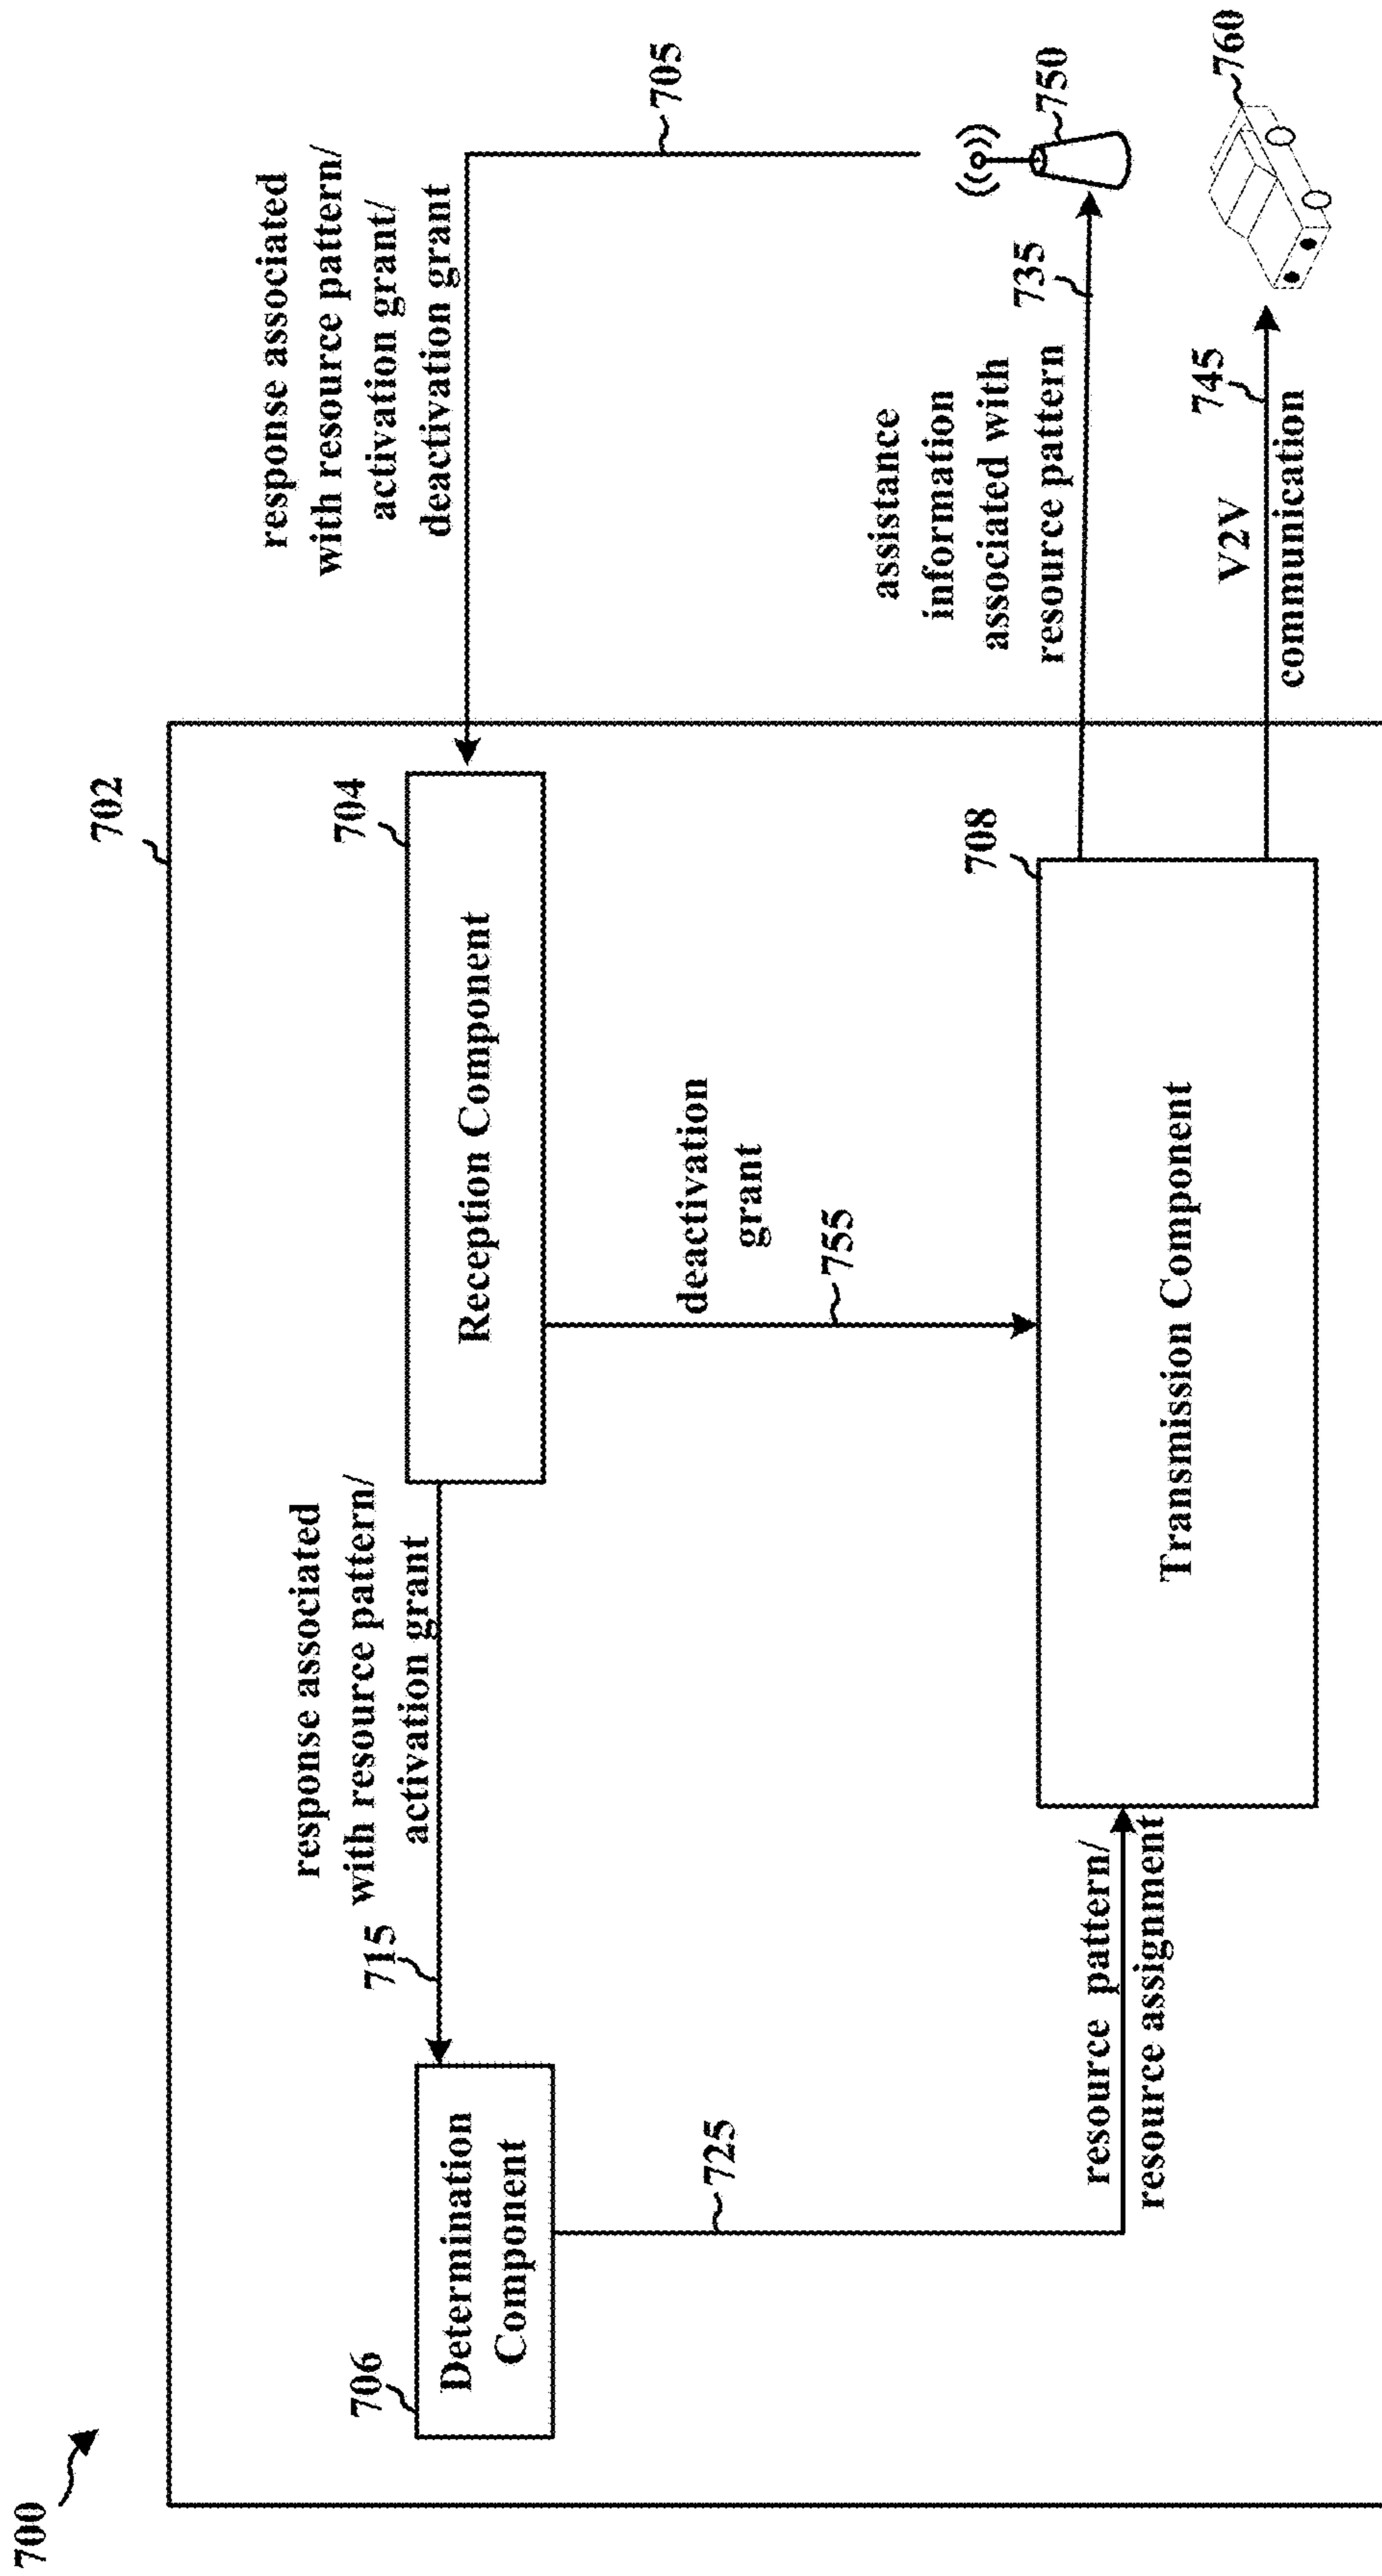 700
702
706
Determination
Component
715
response associated
with resource pattern/
activation grant
704
Reception Component
response associated
with resource pattern/
activation grant/
deactivation grant
705
725
deactivation
grant
755
resource pattern/
resource assignment
708
Transmission Component
assistance
information
associated with
resource pattern
735
750
V2V
communication
745
760